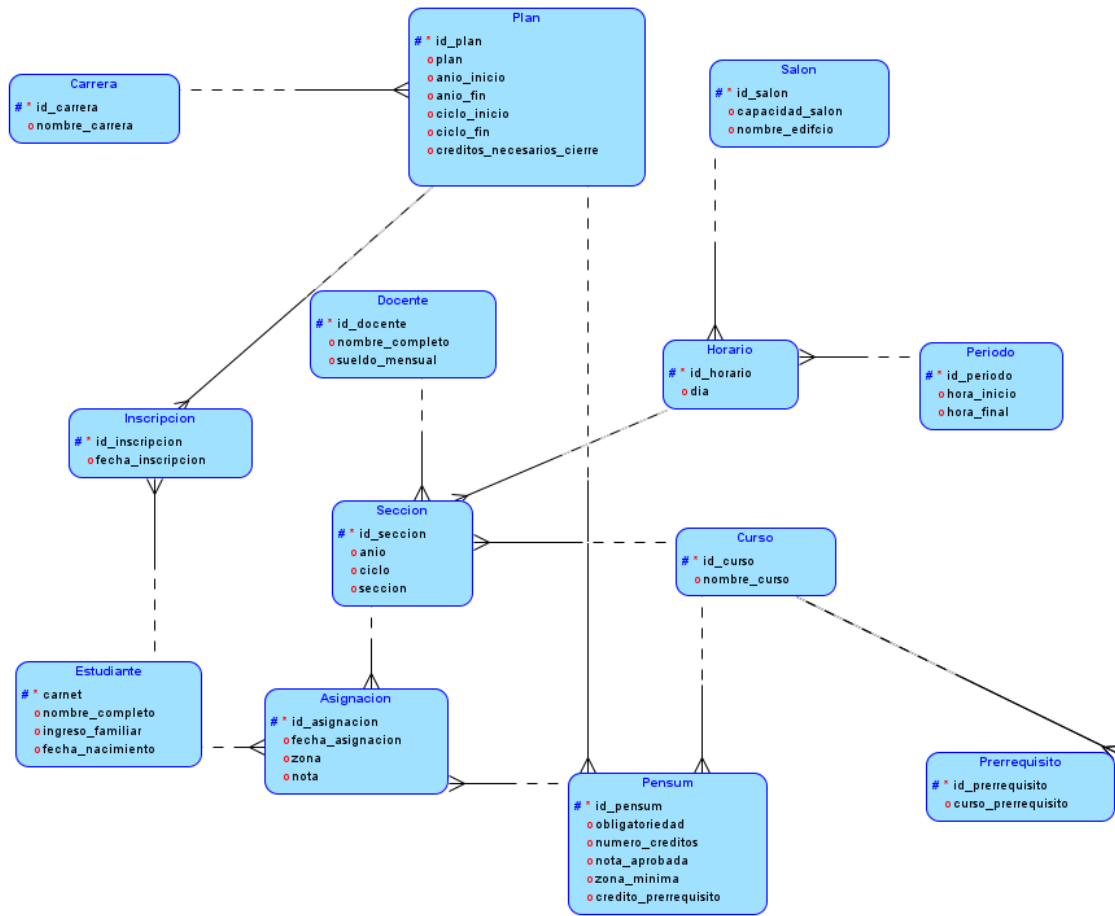 Plan
# * id_plan
o plan
o anio_inicio
o anio_fin
o ciclo_inicio
o ciclo_fin
o creditos_necesarios_cierre
Carrera
# * id_carrera
o nombre_carrera
Salon
# * id_salon
o capacidad_salon
o nombre_edifcio
Docente
# * id_docente
o nombre_completo
o sueldo_mensual
Horario
# * id_horario
o dia
Periodo
# * id_periodo
o hora_inicio
o hora_final
Inscripcion
# * id_inscripcion
o fecha_inscripcion
Seccion
# * id_seccion
o anio
o ciclo
o seccion
Curso
# * id_curso
o nombre_curso
Estudiante
# * carnet
o nombre_completo
o ingreso_familiar
o fecha_nacimiento
Asignacion
# * id_asignacion
o fecha_asignacion
o zona
o nota
Pensum
# * id_pensum
o obligatoriedad
o numero_creditos
o nota_aprobada
o zona_minima
o credito_prerrequisito
Prerrequisito
# * id_prerrequisito
o curso_prerrequisito